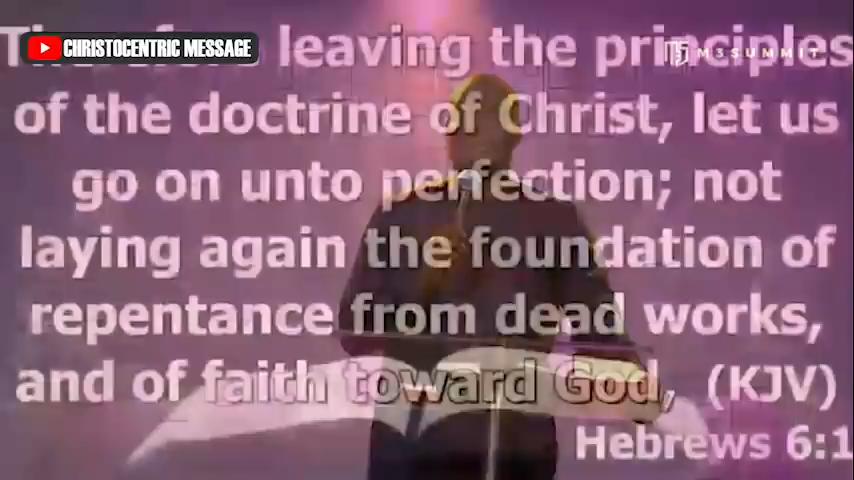 CHRISTOCENTRIC MESSAGE
M3SUMMIT
Therefore leaving the principles
of the doctrine of Christ, let us
go on unto perfection; not
laying again the foundation of
repentance from dead works,
and of faith toward God, (KJV)
Hebrews 6:1